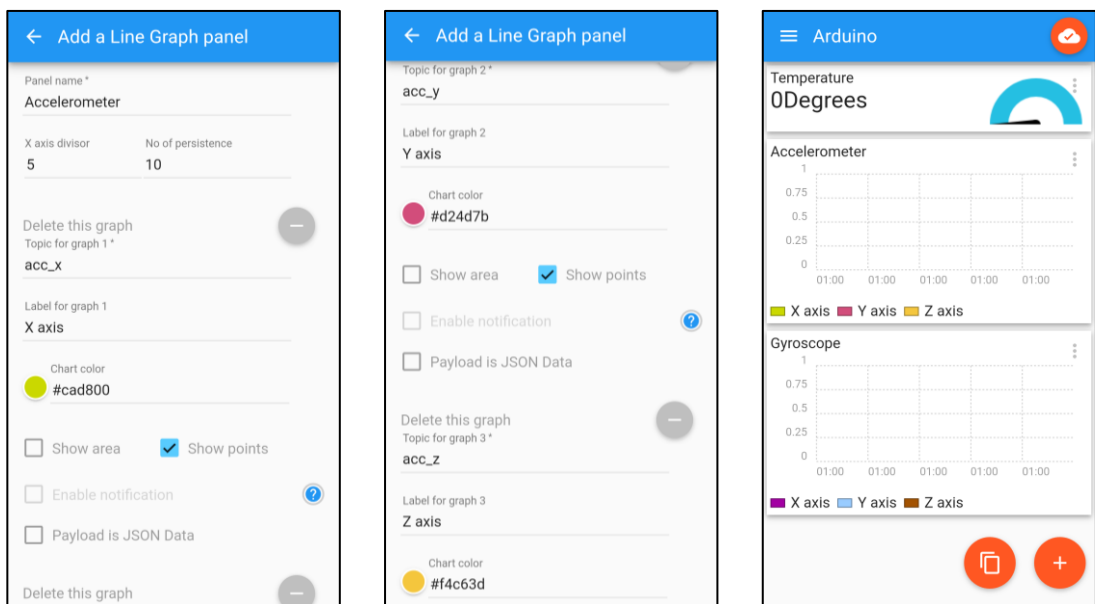 Add a Line Graph panel
Panel name *
Accelerometer
X axis divisor No of persistence
5 10
Delete this graph
Topic for graph 1 *
acc_x
Label for graph 1
X axis
Chart color
#cad800
Show area Show points
Enable notification ?
Payload is JSON Data
Delete this graph
Add a Line Graph panel
Topic for graph 2 *
acc_y
Label for graph 2
Y axis
Chart color
#d24d7b
Show area Show points
Enable notification ?
Payload is JSON Data
Delete this graph
Topic for graph 3 *
acc_z
Label for graph 3
Z axis
Chart color
#f4c63d
Arduino
Temperature
0Degrees
Accelerometer
1
0.75
0.5
0.25
0
01:00 01:00 01:00 01:00 01:00
X axis Y axis Z axis
Gyroscope
1
0.75
0.5
0.25
0
01:00 01:00 01:00 01:00 01:00
X axis Y axis Z axis